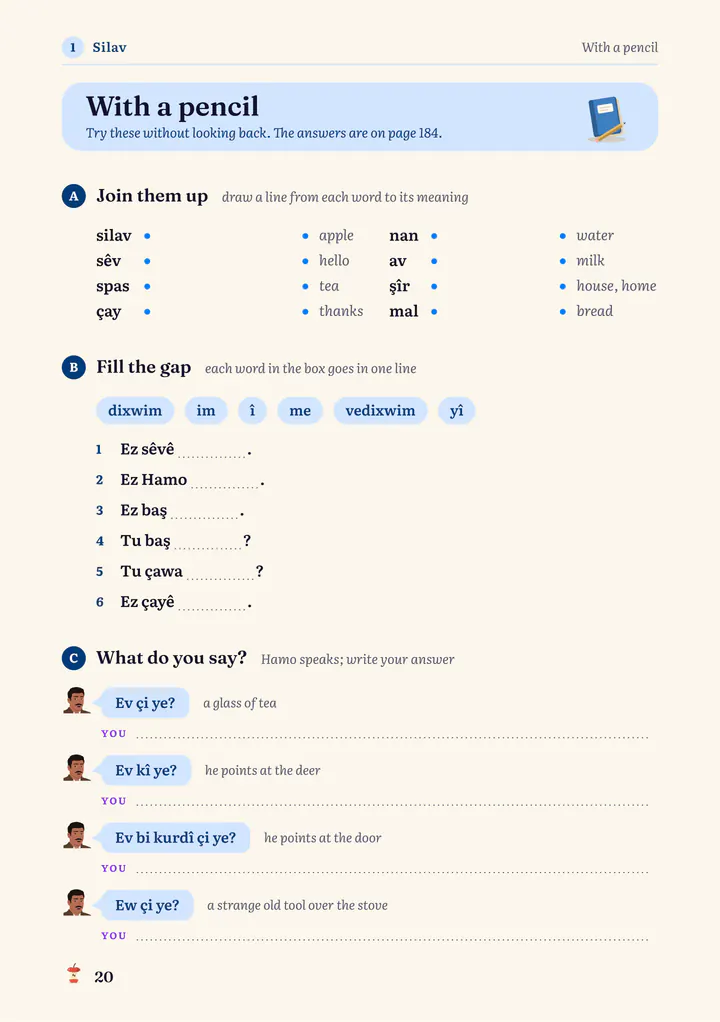 1 Silav
With a pencil
With a pencil
Try these without looking back. The answers are on page 184.
A Join them up draw a line from each word to its meaning
silav apple nan water
sêv hello av milk
spas tea şîr house, home
çay thanks mal bread
B Fill the gap each word in the box goes in one line
dixwim im î me vedixwim yî
1 Ez sêvê ............... .
2 Ez Hamo ............... .
3 Ez baş ............... .
4 Tu baş ............... ?
5 Tu çawa ............... ?
6 Ez çayê ............... .
C What do you say? Hamo speaks; write your answer
Ev çi ye? a glass of tea
YOU
Ev kî ye? he points at the deer
YOU
Ev bi kurdî çi ye? he points at the door
YOU
Ew çi ye? a strange old tool over the stove
YOU
20